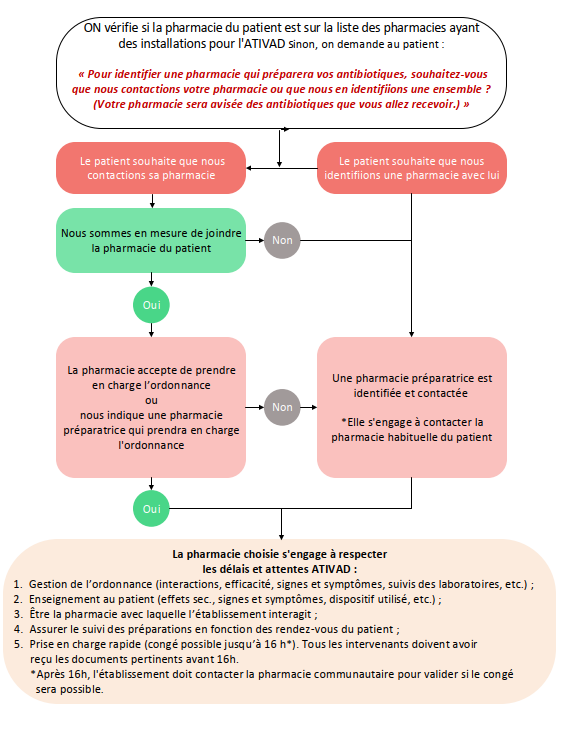 ON vérifie si la pharmacie du patient est sur la liste des pharmacies ayant
des installations pour l'ATIVAD sinon, on demande au patient :
« Pour identifier une pharmacie qui préparera vos antibiotiques, souhaitez-vous
que nous contactions votre pharmacie ou que nous en identifiions une ensemble ?
(Votre pharmacie sera avisée des antibiotiques que vous allez recevoir.) »
Le patient souhaite que nous
contactions sa pharmacie
Le patient souhaite que nous
identifiions une pharmacie avec lui
Nous sommes en mesure de joindre
la pharmacie du patient
Non
Oui
La pharmacie accepte de prendre
en charge l'ordonnance
ou
nous indique une pharmacie
préparatrice qui prendra en charge
l'ordonnance
Non
Une pharmacie préparatrice est
identifiée et contactée
*Elle s'engage à contacter la
pharmacie habituelle du patient
Oui
La pharmacie choisie s'engage à respecter
les délais et attentes ATIVAD :
1. Gestion de l'ordonnance (interactions, efficacité, signes et symptômes, suivis des laboratoires, etc.) ;
2. Enseignement au patient (effets sec., signes et symptômes, dispositif utilisé, etc.) ;
3. Être la pharmacie avec laquelle l'établissement interagit ;
4. Assurer le suivi des préparations en fonction des rendez-vous du patient ;
5. Prise en charge rapide (congé possible jusqu'à 16 h*). Tous les intervenants doivent avoir
reçu les documents pertinents avant 16h.
*Après 16h, l'établissement doit contacter la pharmacie communautaire pour valider si le congé
sera possible.